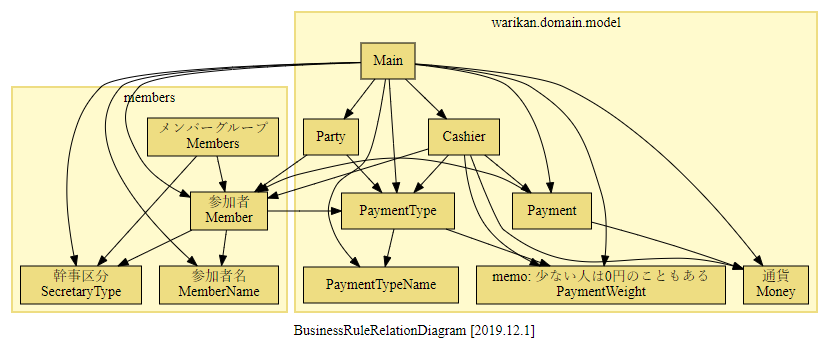 warikan.domain.model
Main
members
メンバーグループ
Members
Party
Cashier
参加者
Member
PaymentType
Payment
幹事区分
SecretaryType
参加者名
MemberName
PaymentTypeName
memo: 少ない人は0円のこともある
PaymentWeight
通貨
Money
BusinessRuleRelationDiagram [2019.12.1]